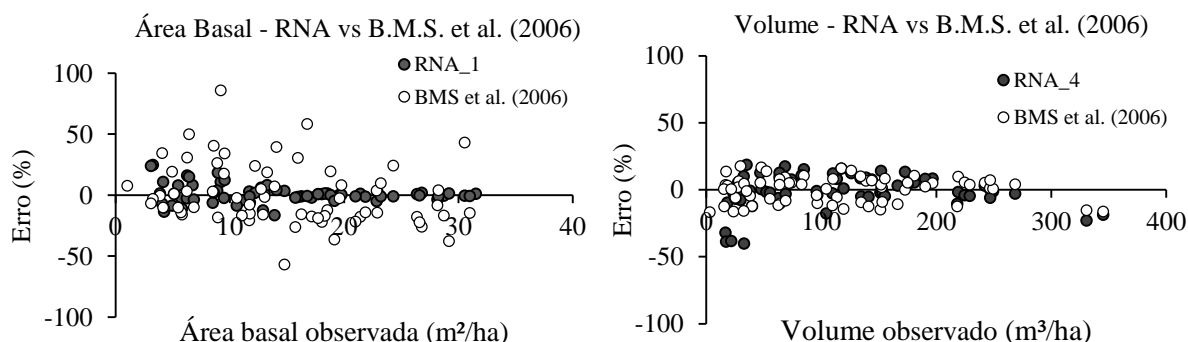 Área Basal - RNA vs B.M.S. et al. (2006)
RNA_1
BMS et al. (2006)
Erro (%)
100
50
0
-50
-100
0
10
20
30
40
Área basal observada (m²/ha)
Volume - RNA vs B.M.S. et al. (2006)
RNA_4
BMS et al. (2006)
Erro (%)
100
50
0
-50
-100
0
100
200
300
400
Volume observado (m³/ha)